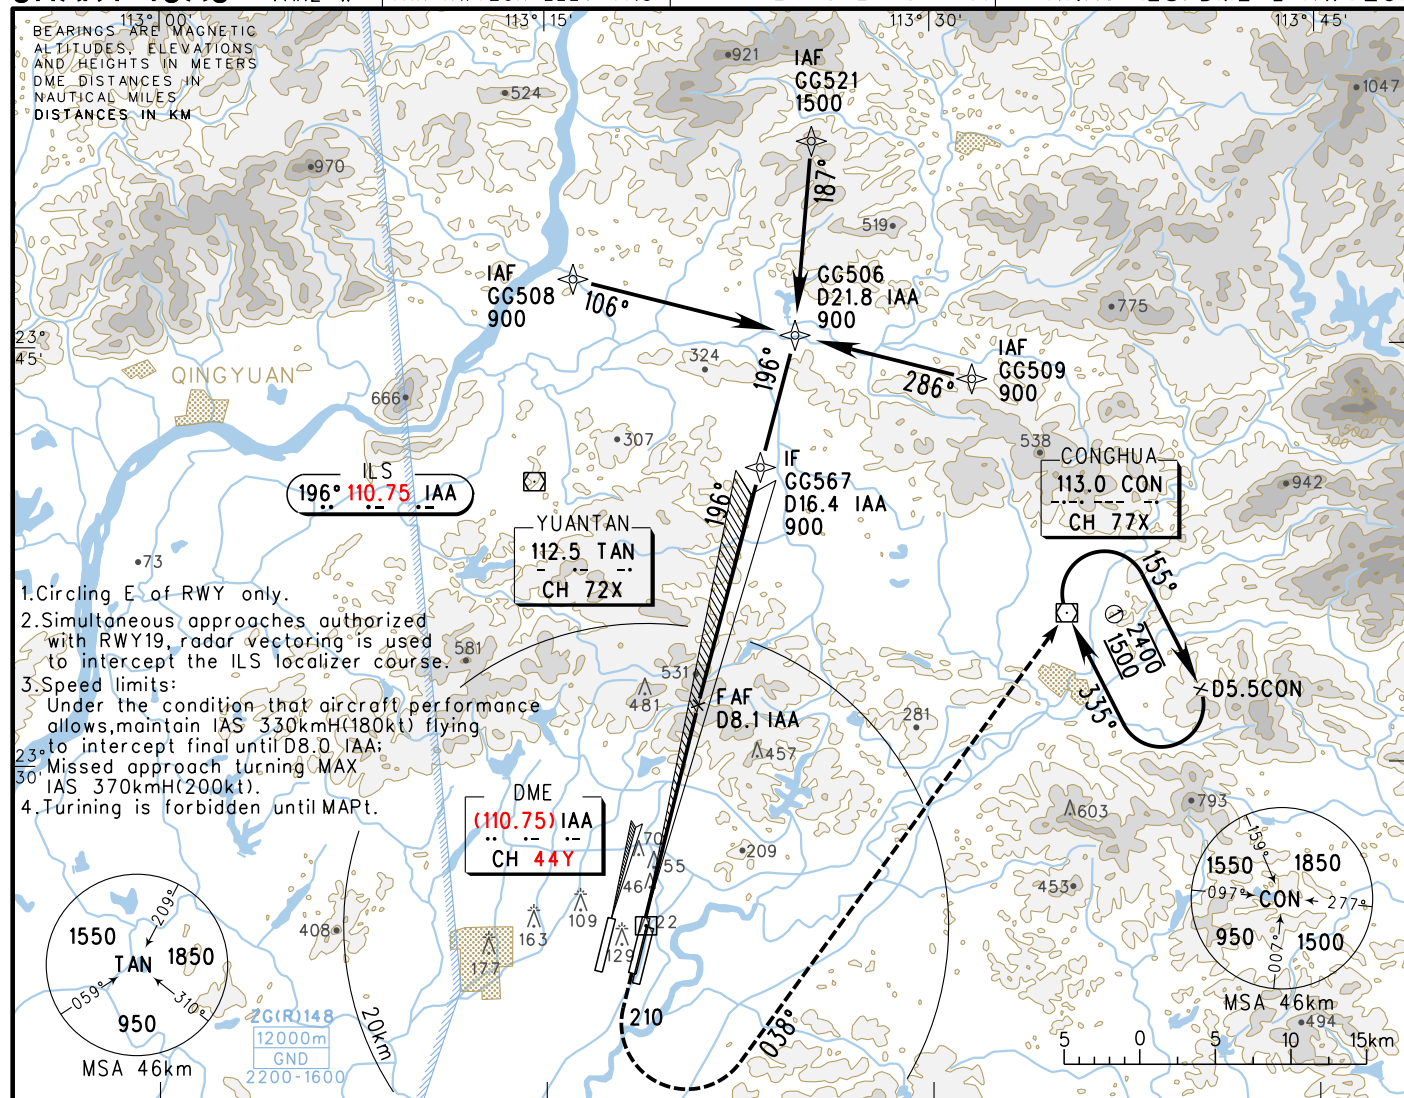 113°00'
113°15'
113°30'
113°45'
BEARINGS ARE MAGNETIC
ALTITUDES, ELEVATIONS
AND HEIGHTS IN METERS
DME DISTANCES IN
NAUTICAL MILES
DISTANCES IN KM
921
IAF
GG521
1500
524
1047
970
187°
519
IAF
GG508
900
106°
GG506
D21.8 IAA
900
775
23°
45'
324
196°
IAF
GG509
900
286°
QINGYUAN
666
307
538
500
300
ILS
196° 110.75 IAA
196°
IF
GG567
D16.4 IAA
900
CONGHUA
113.0 CON
CH 77X
942
YUANTAN
112.5 TAN
CH 72X
73
155°
1.Circling E of RWY only.
2.Simultaneous approaches authorized
with RWY19, radar vectoring is used
to intercept the ILS localizer course.
3.Speed limits:
Under the condition that aircraft performance
allows,maintain IAS 330kmH(180kt) flying
to intercept final until D8.0 IAA;
Missed approach turning MAX
IAS 370kmH(200kt).
4.Turining is forbidden until MAPt.
1
2400
1500
581
531
481
FAF
D8.1 IAA
D5.5CON
335°
281
457
23°
30'
DME
(110.75) IAA
CH 44Y
603
793
70
55
46
209
22
109
163
129
177
408
453
159°
1550
1850
097°
CON
277°
950
1500
007°
MSA 46km
209°
1550
TAN
1850
059°
310°
950
MSA 46km
ZG(R)148
12000m
GND
2200-1600
20km
210
038°
494
5
0
5
10
15km